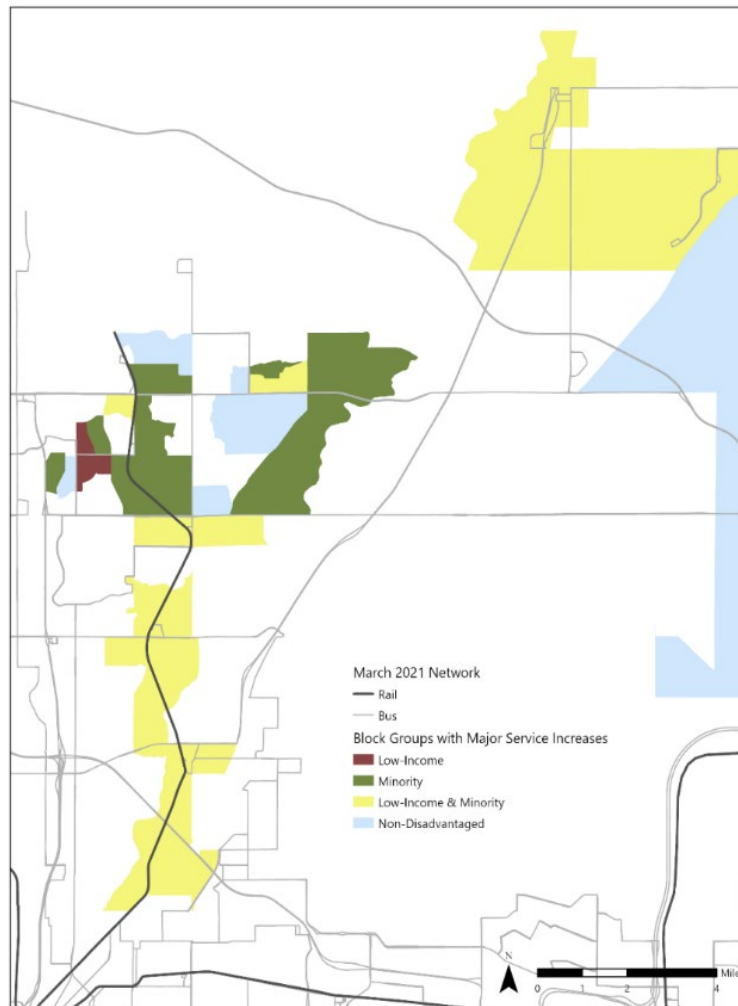 March 2021 Network
Rail
Bus
Block Groups with Major Service Increases
Low-Income
Minority
Low-Income & Minority
Non-Disadvantaged
N
Mile
0 1 2 4